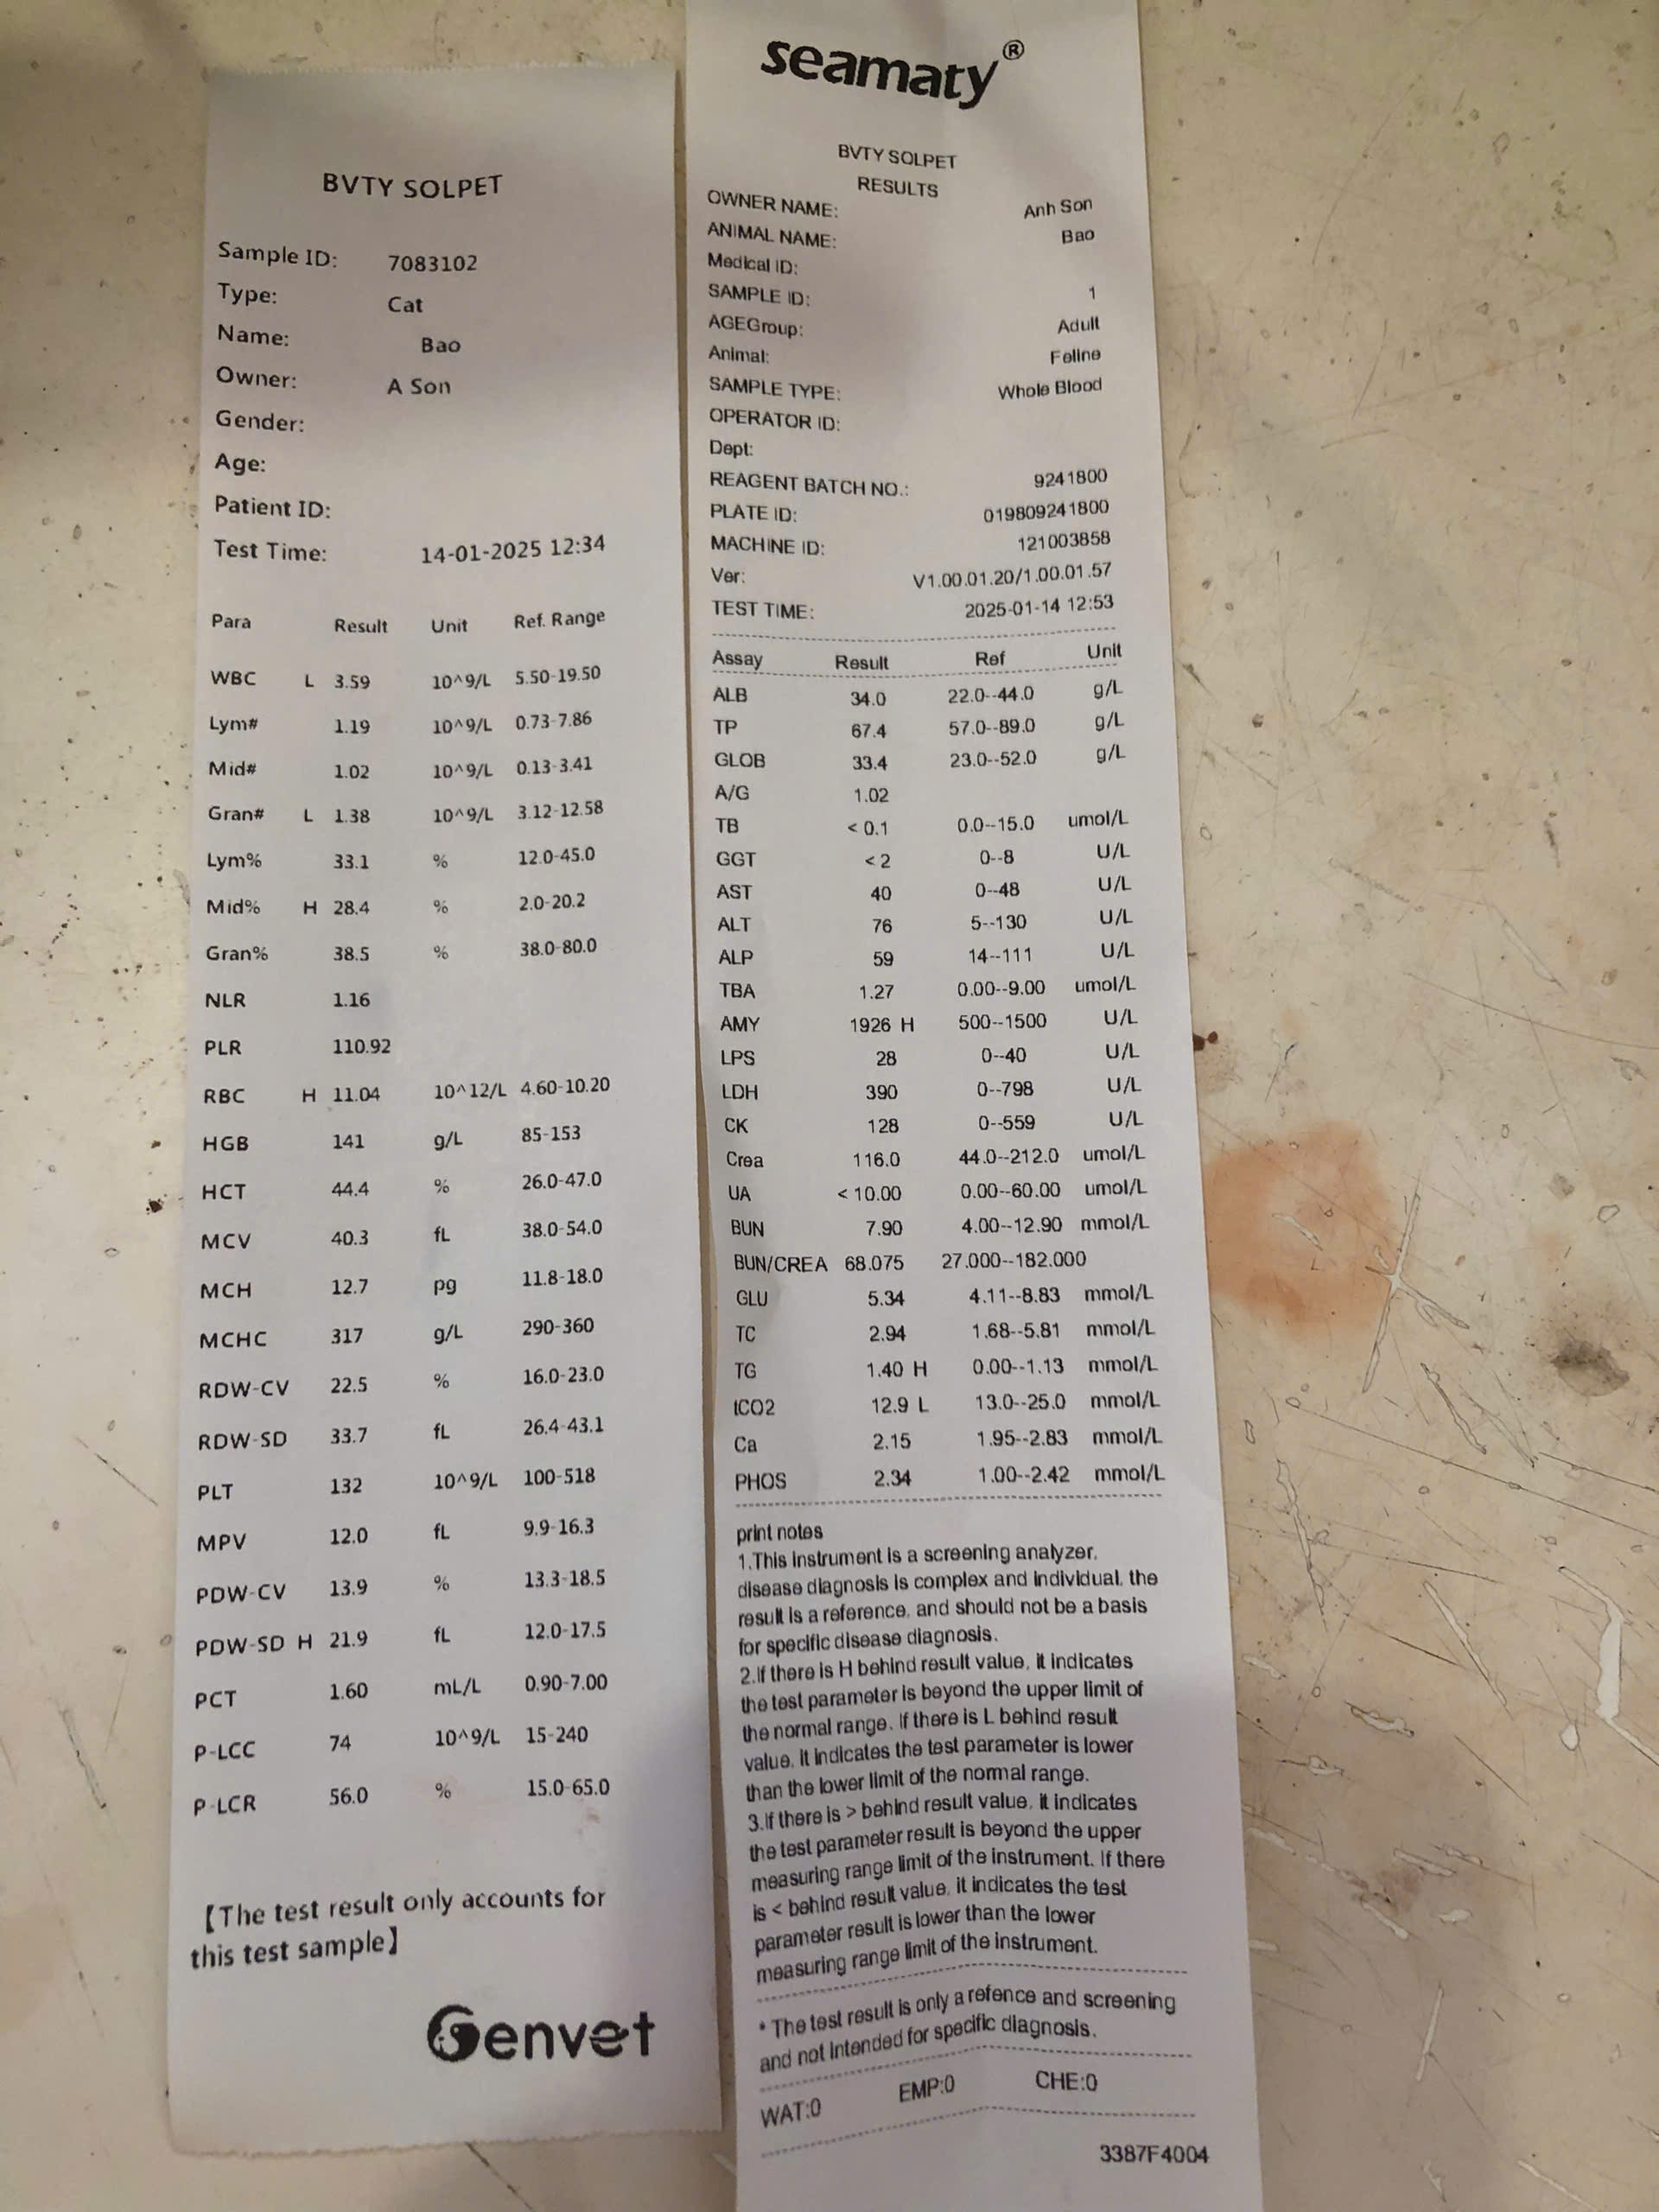 BVTY SOLPET
Sample ID: 7083102
Type: Cat
Name: Bao
Owner: A Son
Gender:
Age:
Patient ID:
Test Time: 14-01-2025 12:34
Para Result Unit Ref. Range
WBC L 3.59 10^9/L 5.50-19.50
Lym# 1.19 10^9/L 0.73-7.86
Mid# 1.02 10^9/L 0.13-3.41
Gran# L 1.38 10^9/L 3.12-12.58
Lym% 33.1 % 12.0-45.0
Mid% H 28.4 % 2.0-20.2
Gran% 38.5 % 38.0-80.0
NLR 1.16
PLR 110.92
RBC H 11.04 10^12/L 4.60-10.20
HGB 141 g/L 85-153
HCT 44.4 % 26.0-47.0
MCV 40.3 fL 38.0-54.0
MCH 12.7 pg 11.8-18.0
MCHC 317 g/L 290-360
RDW-CV 22.5 % 16.0-23.0
RDW-SD 33.7 fL 26.4-43.1
PLT 132 10^9/L 100-518
MPV 12.0 fL 9.9-16.3
PDW-CV 13.9 % 13.3-18.5
PDW-SD H 21.9 fL 12.0-17.5
PCT 1.60 mL/L 0.90-7.00
P-LCC 74 10^9/L 15-240
P-LCR 56.0 % 15.0-65.0
【The test result only accounts for
this test sample】
Genvet
seamaty®
BVTY SOLPET
RESULTS
OWNER NAME: Anh Son
ANIMAL NAME: Bao
Medical ID:
SAMPLE ID: 1
AGEGroup: Adult
Animal: Feline
SAMPLE TYPE: Whole Blood
OPERATOR ID:
Dept:
REAGENT BATCH NO.: 9241800
PLATE ID: 019809241800
MACHINE ID: 121003858
Ver: V1.00.01.20/1.00.01.57
TEST TIME: 2025-01-14 12:53
Assay Result Ref Unit
ALB 34.0 22.0--44.0 g/L
TP 67.4 57.0--89.0 g/L
GLOB 33.4 23.0--52.0 g/L
A/G 1.02
TB < 0.1 0.0--15.0 umol/L
GGT < 2 0--8 U/L
AST 40 0--48 U/L
ALT 76 5--130 U/L
ALP 59 14--111 U/L
TBA 1.27 0.00--9.00 umol/L
AMY 1926 H 500--1500 U/L
LPS 28 0--40 U/L
LDH 390 0--798 U/L
CK 128 0--559 U/L
Crea 116.0 44.0--212.0 umol/L
UA < 10.00 0.00--60.00 umol/L
BUN 7.90 4.00--12.90 mmol/L
BUN/CREA 68.075 27.000--182.000
GLU 5.34 4.11--8.83 mmol/L
TC 2.94 1.68--5.81 mmol/L
TG 1.40 H 0.00--1.13 mmol/L
tCO2 12.9 L 13.0--25.0 mmol/L
Ca 2.15 1.95--2.83 mmol/L
PHOS 2.34 1.00--2.42 mmol/L
print notes
1.This instrument is a screening analyzer,
disease diagnosis is complex and individual, the
result is a reference, and should not be a basis
for specific disease diagnosis.
2.If there is H behind result value, it indicates
the test parameter is beyond the upper limit of
the normal range. If there is L behind result
value, it indicates the test parameter is lower
than the lower limit of the normal range.
3.If there is > behind result value, it indicates
the test parameter result is beyond the upper
measuring range limit of the instrument. If there
is < behind result value, it indicates the test
parameter result is lower than the lower
measuring range limit of the instrument.
* The test result is only a refence and screening
and not intended for specific diagnosis.
WAT:0 EMP:0 CHE:0
3387F4004